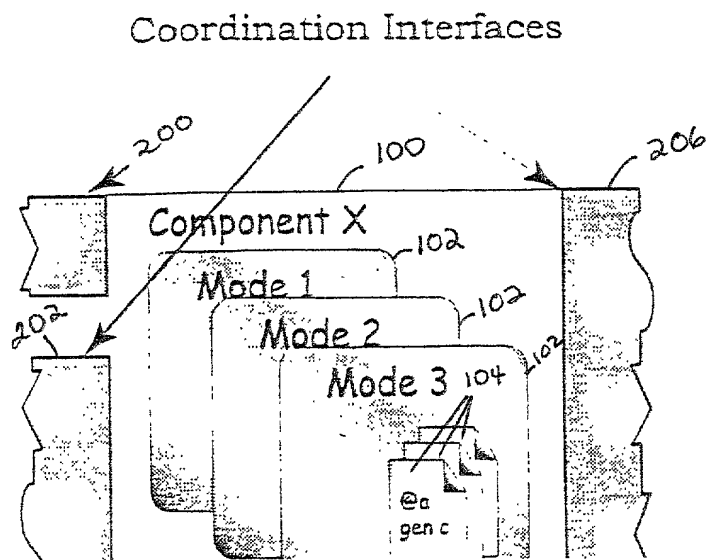 Coordination Interfaces
200
100
206
Component X
102
Mode 1
102
202
Mode 2
102
Mode 3 104
@a
gen c